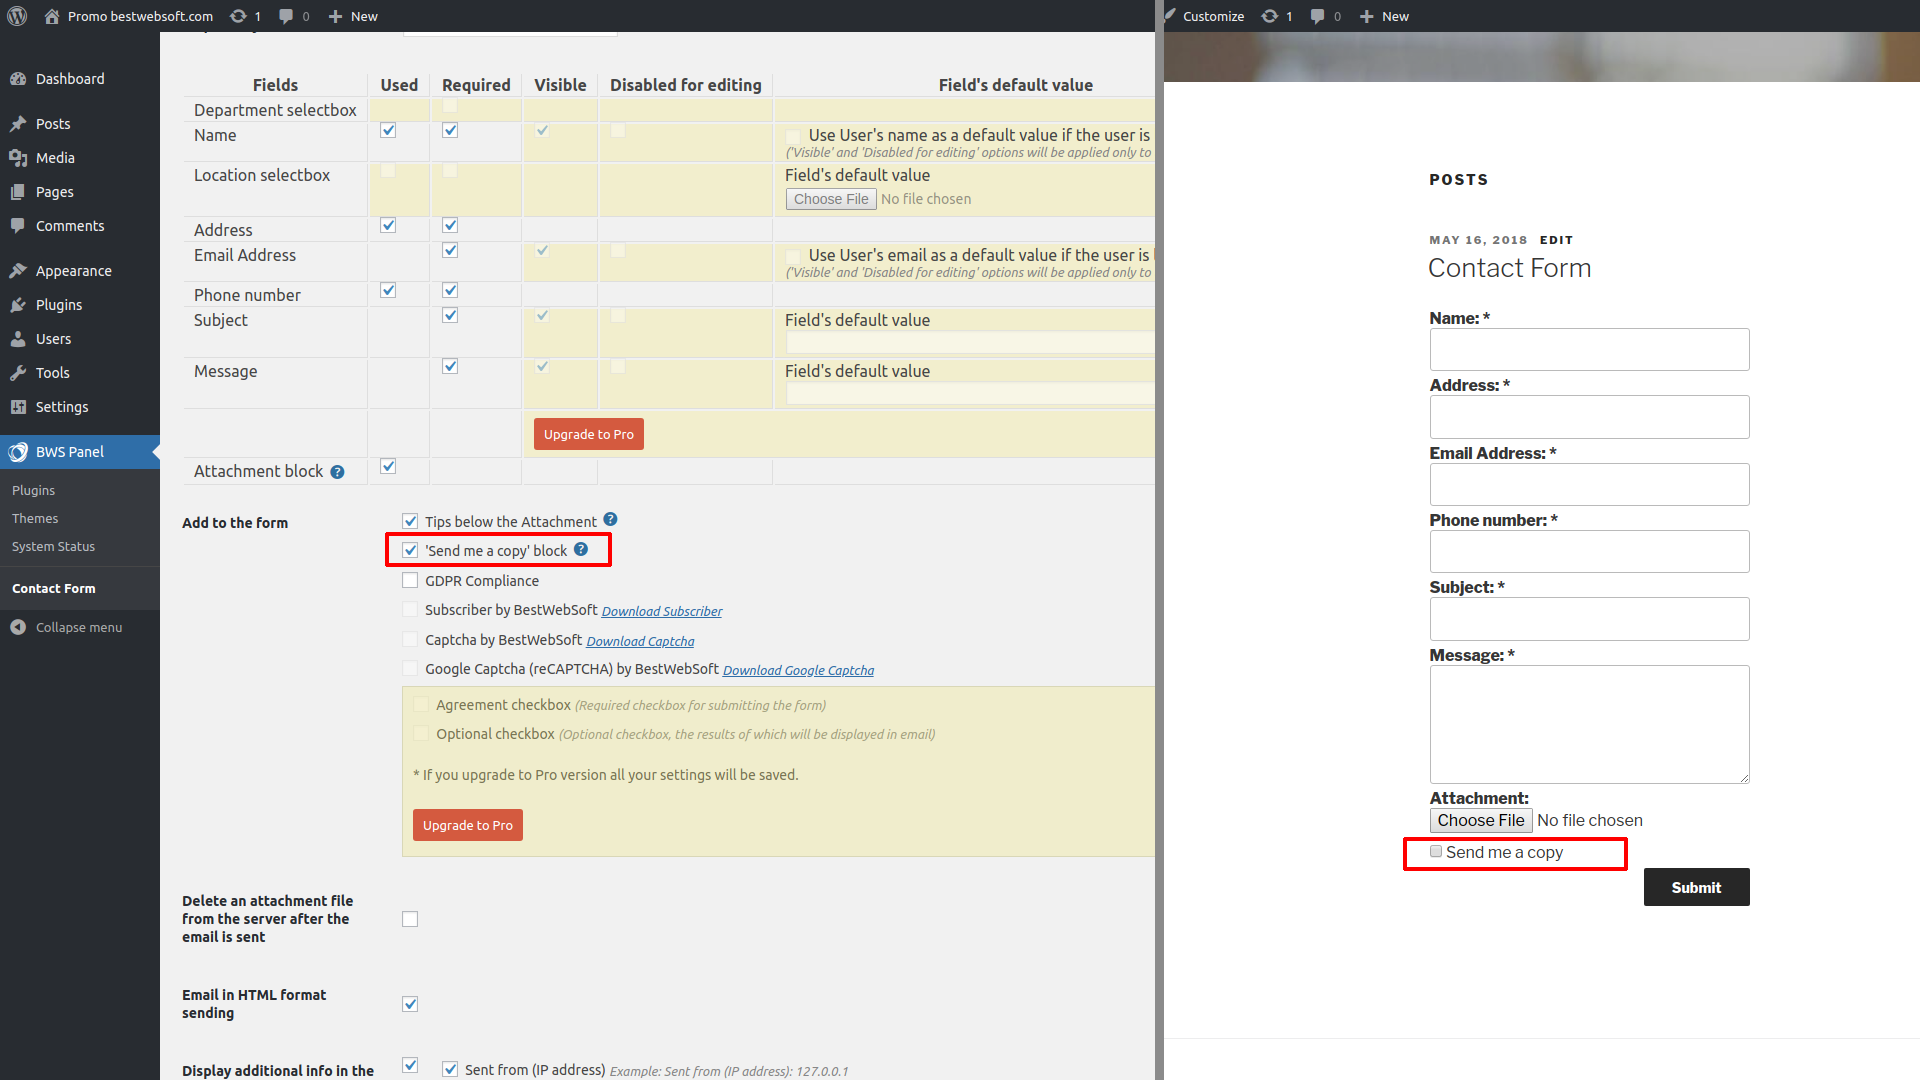 Promo bestwebsoft.com 1 0 New
Customize 1 0 New
Dashboard
Posts
Media
Pages
Comments
Appearance
Plugins
Users
Tools
Settings
BWS Panel
Plugins
Themes
System Status
Contact Form
Collapse menu
Fields Used Required Visible Disabled for editing Field's default value
Department selectbox
Name Use User's name as a default value if the user is
('Visible' and 'Disabled for editing' options will be applied only to
Location selectbox Field's default value
Choose File No file chosen
Address
Email Address Use User's email as a default value if the user is
('Visible' and 'Disabled for editing' options will be applied only to
Phone number
Subject Field's default value
Message Field's default value
Upgrade to Pro
Attachment block ?
Add to the form
Tips below the Attachment ?
'Send me a copy' block ?
GDPR Compliance
Subscriber by BestWebSoft Download Subscriber
Captcha by BestWebSoft Download Captcha
Google Captcha (reCAPTCHA) by BestWebSoft Download Google Captcha
Agreement checkbox (Required checkbox for submitting the form)
Optional checkbox (Optional checkbox, the results of which will be displayed in email)
* If you upgrade to Pro version all your settings will be saved.
Upgrade to Pro
Delete an attachment file
from the server after the
email is sent
Email in HTML format
sending
Display additional info in the
Sent from (IP address) Example: Sent from (IP address): 127.0.0.1
POSTS
MAY 16, 2018 EDIT
Contact Form
Name: *
Address: *
Email Address: *
Phone number: *
Subject: *
Message: *
Attachment:
Choose File No file chosen
Send me a copy
Submit